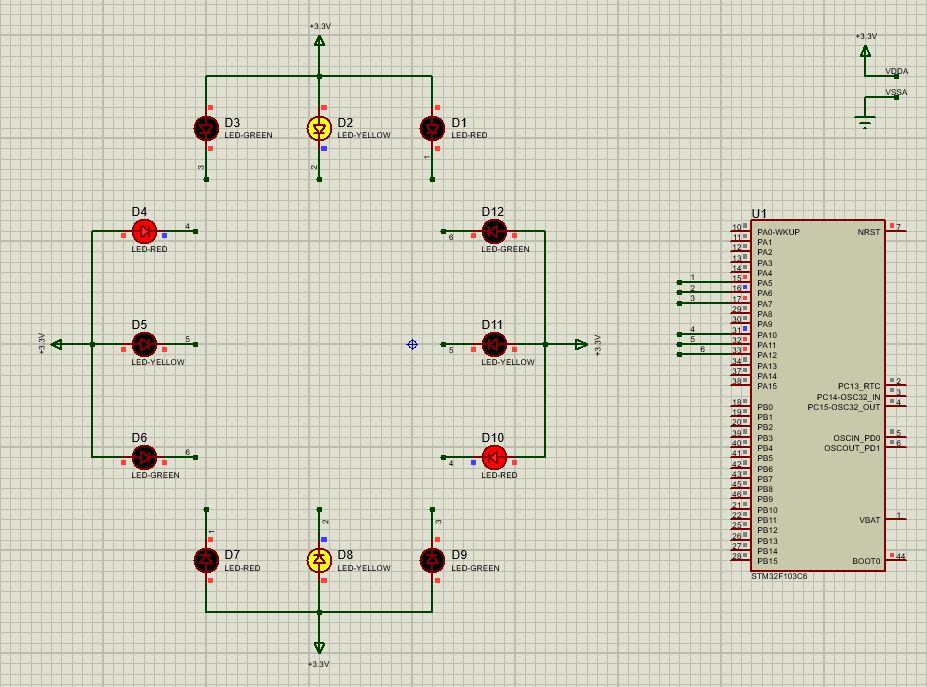 +3.3V
D3
LED-GREEN
3
D2
LED-YELLOW
2
D1
LED-RED
1
+3.3V
VDDA
VSSA
D4
LED-RED
4
D12
LED-GREEN
6
+3.3V
D5
LED-YELLOW
5
D11
LED-YELLOW
5
+3.3V
D6
LED-GREEN
6
D10
LED-RED
4
1
D7
LED-RED
2
D8
LED-YELLOW
3
D9
LED-GREEN
+3.3V
U1
10 PA0-WKUP NRST 7
11 PA1
12 PA2
13 PA3
14 PA4
1 15 PA5
2 16 PA6
3 17 PA7
29 PA8
30 PA9
4 31 PA10
5 32 PA11
6 33 PA12
34 PA13
37 PA14
38 PA15
PC13_RTC 2
PC14-OSC32_IN 3
PC15-OSC32_OUT 4
18 PB0
19 PB1
20 PB2
39 PB3 OSCIN_PD0 5
40 PB4 OSCOUT_PD1 6
41 PB5
42 PB6
43 PB7
45 PB8
46 PB9
21 PB10
22 PB11 VBAT 1
25 PB12
26 PB13
27 PB14
28 PB15 BOOT0 44
STM32F103C6